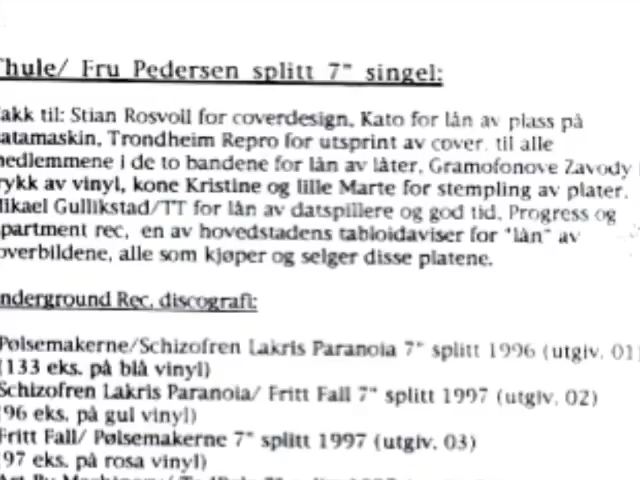 Thule/ Fru Pedersen splitt 7" singel:
akk til: Stian Rosvoll for coverdesign, Kato for lån av plass på
atamaskin, Trondheim Repro for utsprint av cover, til alle
nedlemmene i de to bandene for lån av låter, Gramofonove Zavody
rykk av vinyl, kone Kristine og lille Marte for stempling av plater,
Mikael Gullikstad/TT for lån av datspillere og god tid, Progress og
partment rec, en av hovedstadens tabloidaviser for "lån" av
overbildene, alle som kjøper og selger disse platene.
nderground Rec, discografi:
Pølsemakerne/Schizofren Lakris Paranoia 7" splitt 1996 (utgiv. 01)
(133 eks. på blå vinyl)
Schizofren Lakris Paranoia/ Fritt Fall 7" splitt 1997 (utgiv. 02)
(96 eks. på gul vinyl)
Fritt Fall/ Pølsemakerne 7" splitt 1997 (utgiv. 03)
(97 eks. på rosa vinyl)